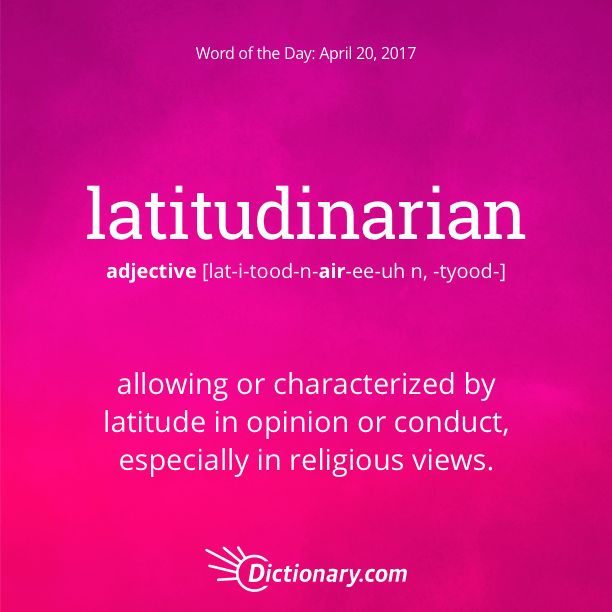 Word of the Day: April 20, 2017
latitudinarian
adjective [lat-i-tood-n-air-ee-uh n, -tyood-]
allowing or characterized by
latitude in opinion or conduct,
especially in religious views.
Dictionary.com